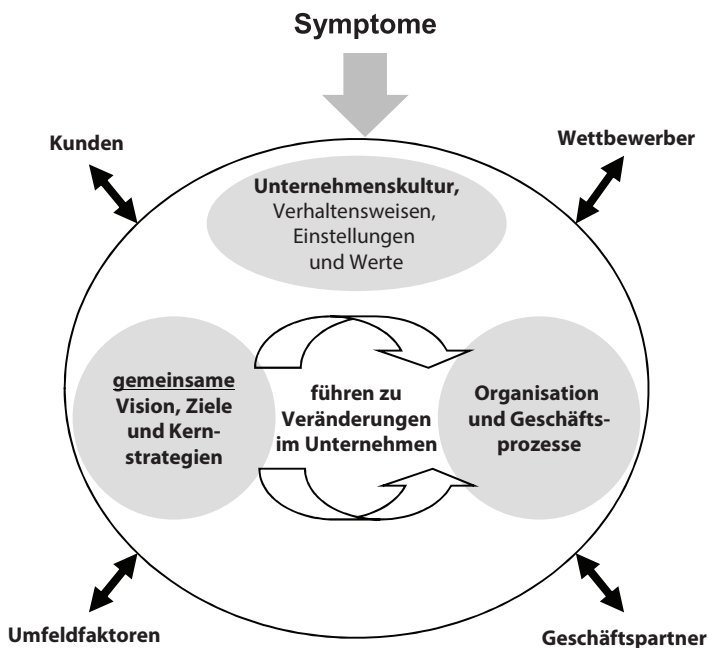 Symptome
Kunden
Wettbewerber
Unternehmenskultur,
Verhaltensweisen,
Einstellungen
und Werte
gemeinsame
Vision, Ziele
und Kern-
strategien
führen zu
Veränderungen
im Unternehmen
Organisation
und Geschäfts-
prozesse
Umfeldfaktoren
Geschäftspartner